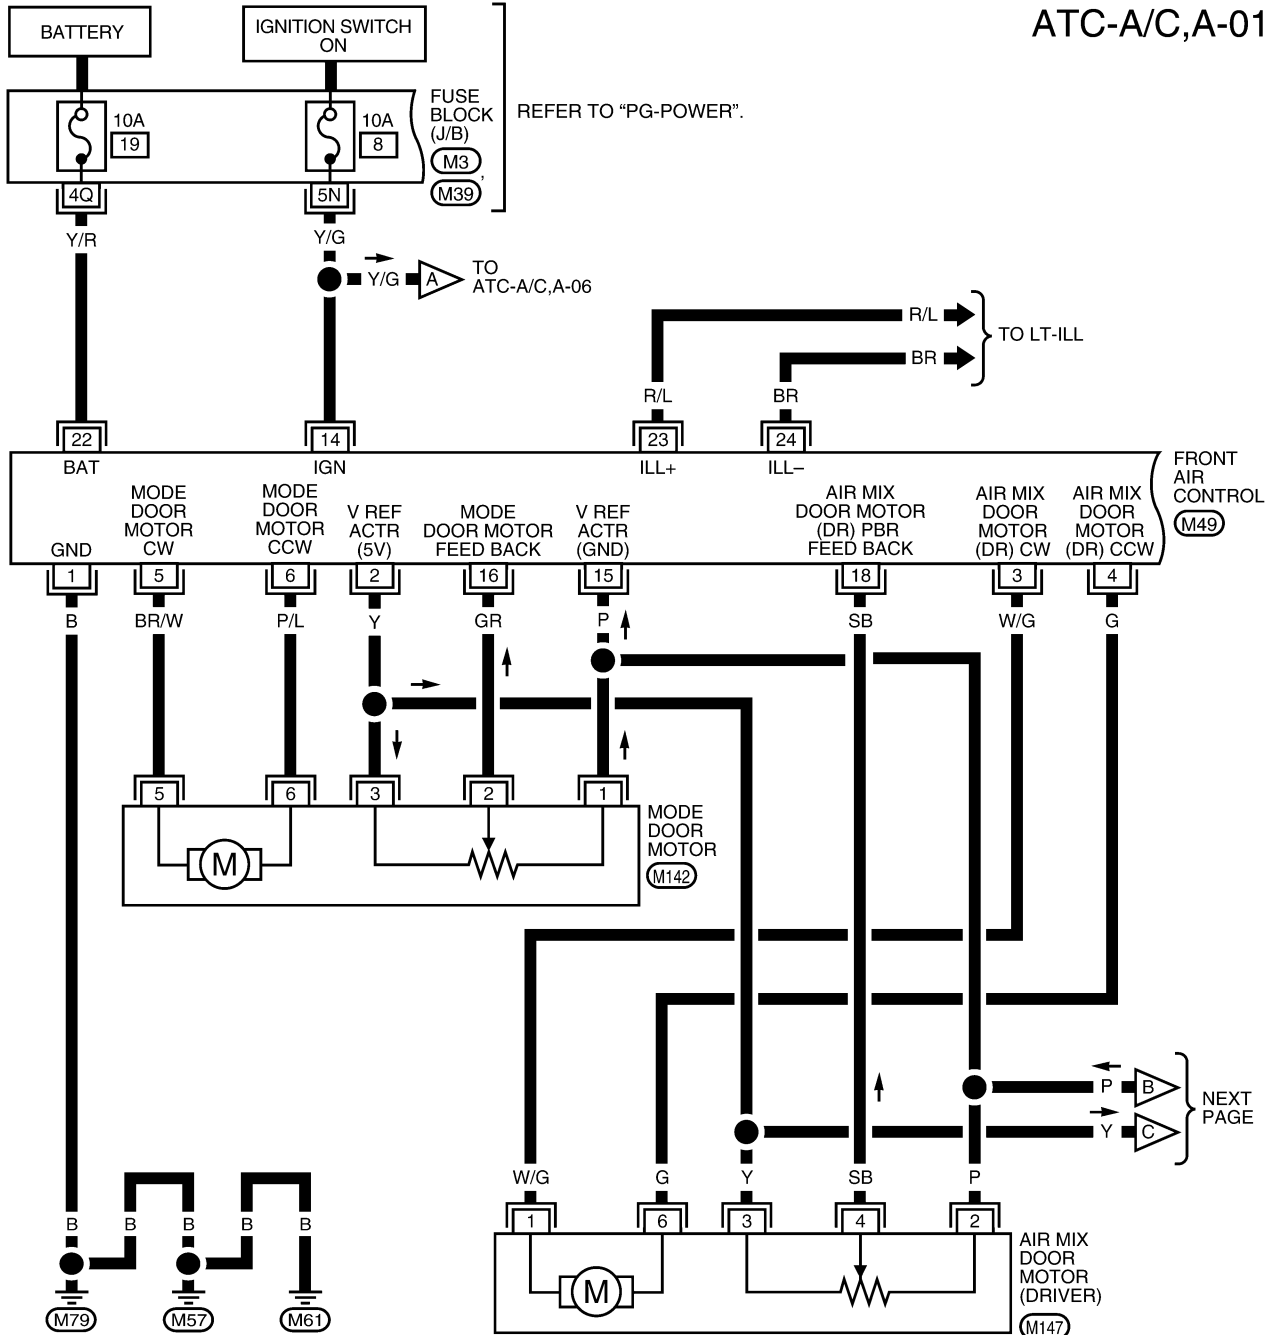 ATC-A/C,A-01
BATTERY
IGNITION SWITCH
ON
10A
19
10A
8
FUSE
BLOCK
(J/B)
M3
,
M39
REFER TO “PG-POWER”.
4Q
5N
Y/R
Y/G
Y/G
A
TO
ATC-A/C,A-06
R/L
BR
TO LT-ILL
R/L
BR
22
14
23
24
BAT
IGN
ILL+
ILL–
FRONT
AIR
CONTROL
M49
GND
MODE
DOOR
MOTOR
CW
MODE
DOOR
MOTOR
CCW
V REF
ACTR
(5V)
MODE
DOOR MOTOR
FEED BACK
V REF
ACTR
(GND)
AIR MIX
DOOR MOTOR
(DR) PBR
FEED BACK
AIR MIX
DOOR
MOTOR
(DR) CW
AIR MIX
DOOR
MOTOR
(DR) CCW
1
5
6
2
16
15
18
3
4
B
BR/W
P/L
Y
GR
P
SB
W/G
G
5
6
3
2
1
M
MODE
DOOR
MOTOR
M142
P
B
Y
C
NEXT
PAGE
W/G
G
Y
SB
P
1
6
3
4
2
B
B
B
B
B
M
AIR MIX
DOOR
MOTOR
(DRIVER)
M147
M79
M57
M61